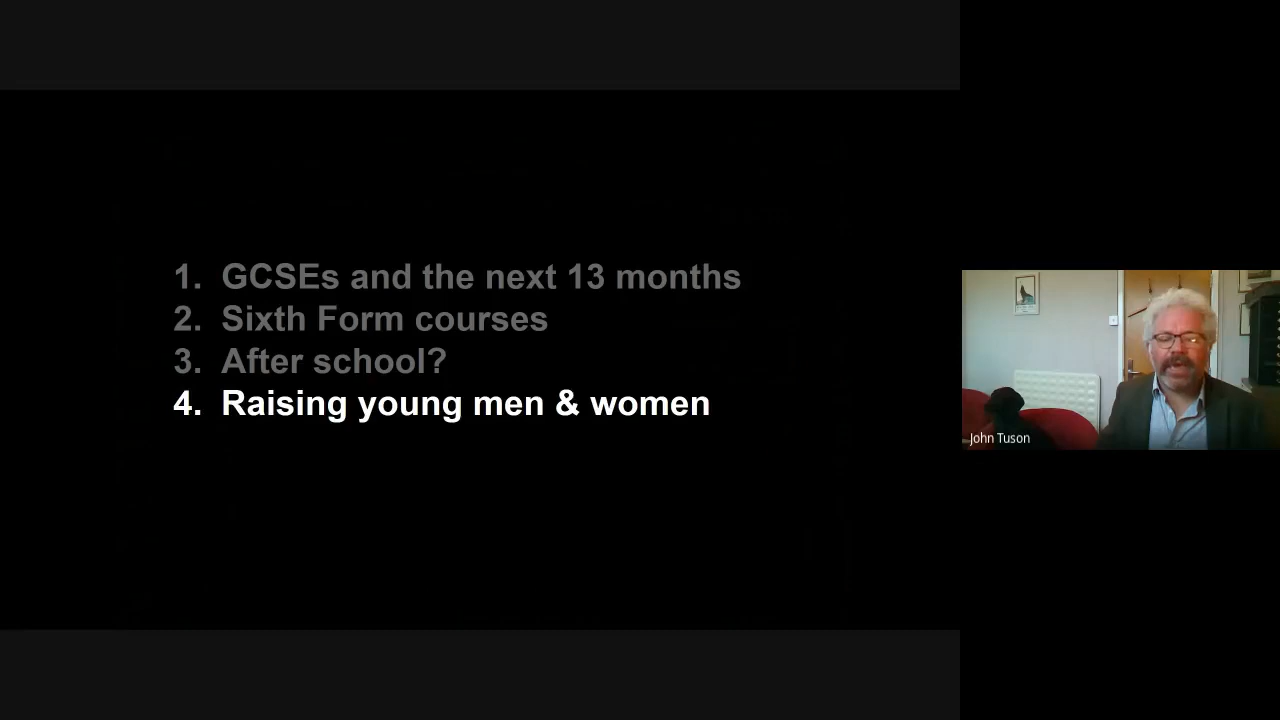 1. GCSEs and the next 13 months
2. Sixth Form courses
3. After school?
4. Raising young men & women
John Tuson